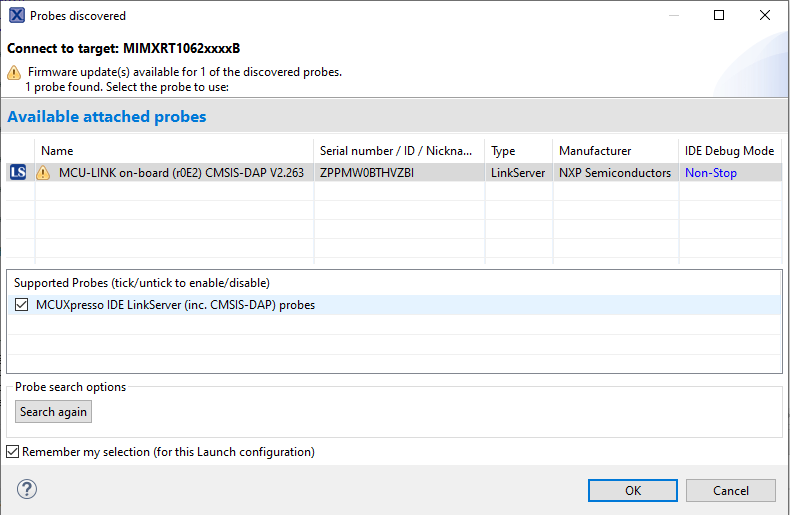 Probes discovered
Connect to target: MIMXRT1062xxxxB
Firmware update(s) available for 1 of the discovered probes.
1 probe found. Select the probe to use:
Available attached probes
Name Serial number / ID / Nickna... Type Manufacturer IDE Debug Mode
LS MCU-LINK on-board (r0E2) CMSIS-DAP V2.263 ZPPMW0BTHVZBI LinkServer NXP Semiconductors Non-Stop
Supported Probes (tick/untick to enable/disable)
MCUXpresso IDE LinkServer (inc. CMSIS-DAP) probes
Probe search options
Search again
Remember my selection (for this Launch configuration)
OK Cancel